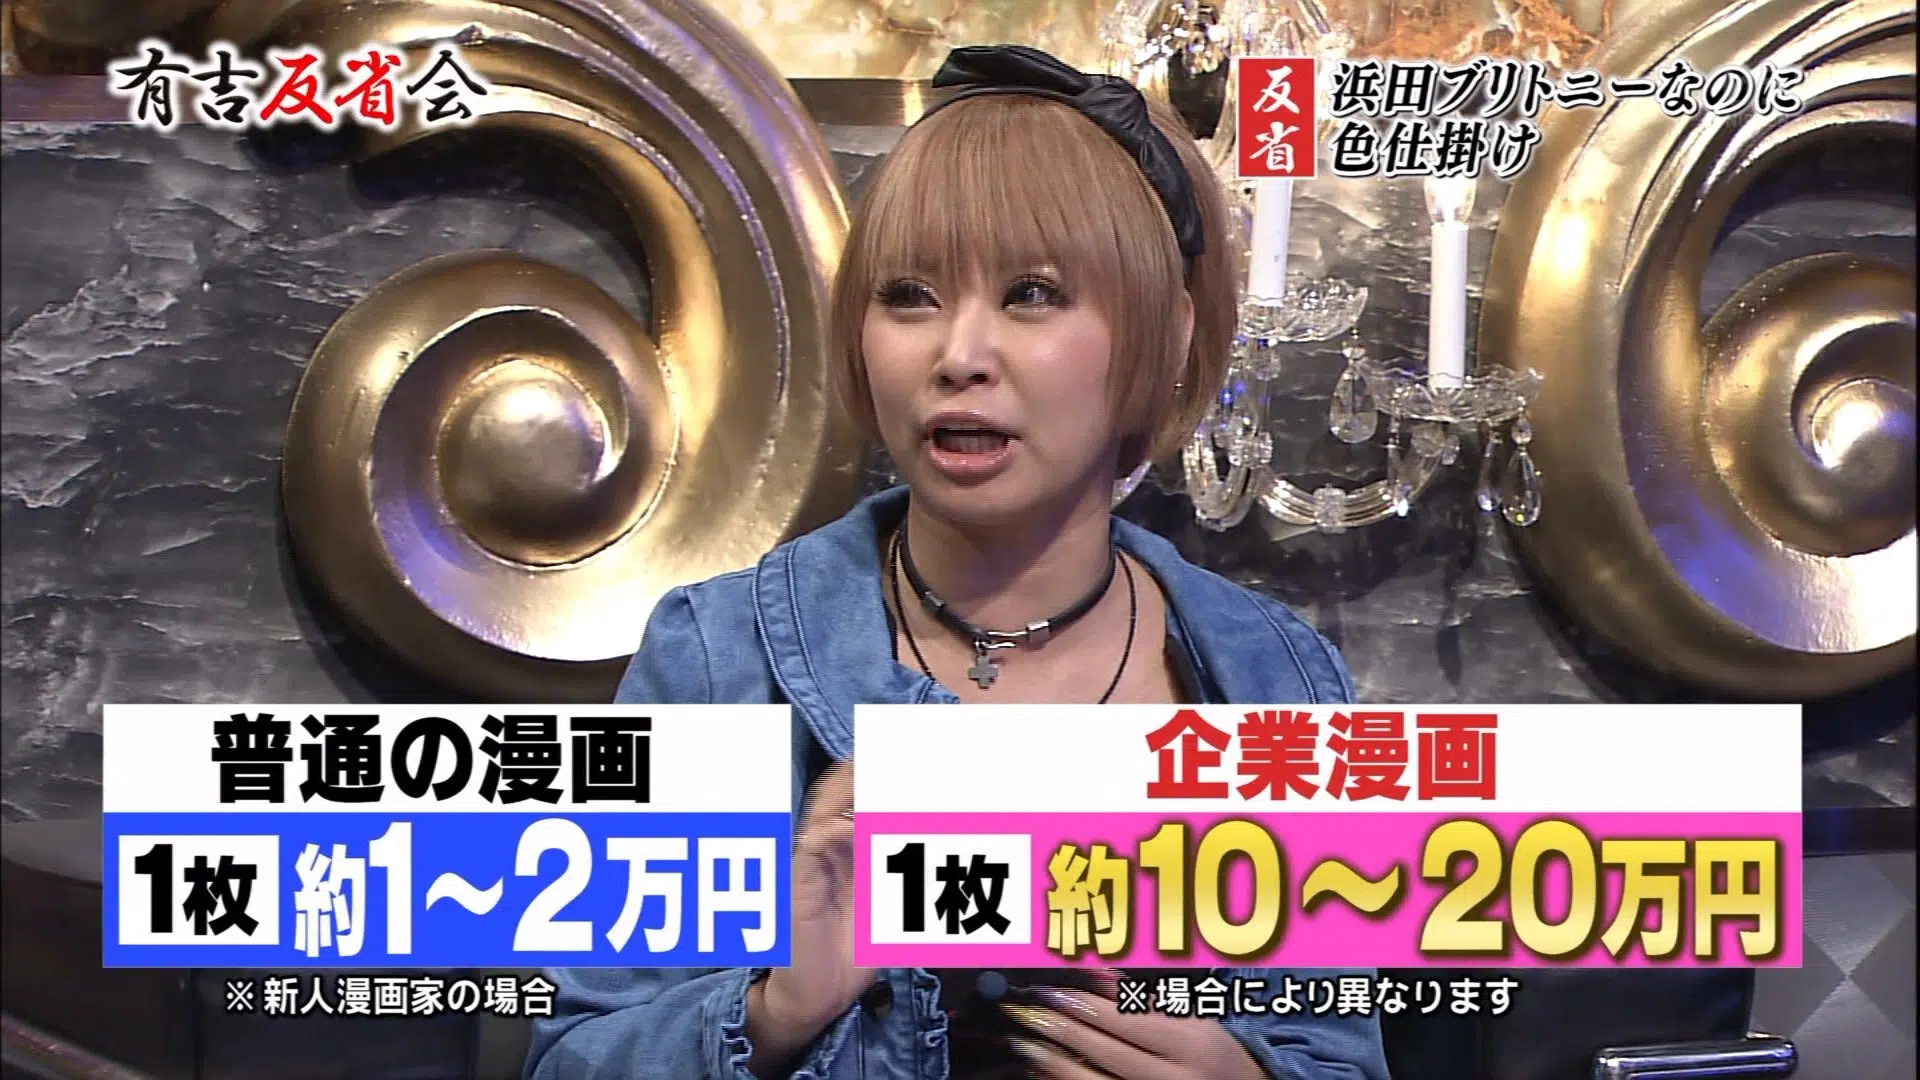 有吉反省会
反省
浜田ブリトニーなのに
色仕掛け
普通の漫画
1枚 約1~2万円
※新人漫画家の場合
企業漫画
1枚 約10~20万円
※場合により異なります